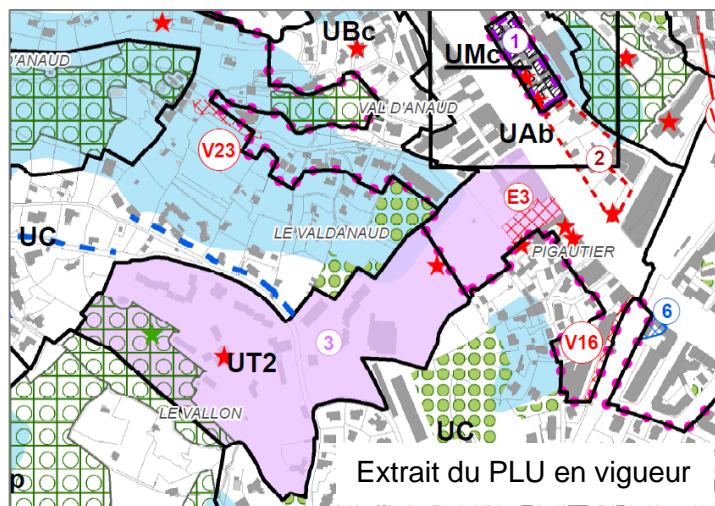 UBc
D'ANAUD
1
UMc
VAL D'ANAUD
UAb
V23
2
E3
LE VALDANAUD
UC
PIGAUTIER
6
3
V16
UT2
LE VALLON
UC
p
Extrait du PLU en vigueur